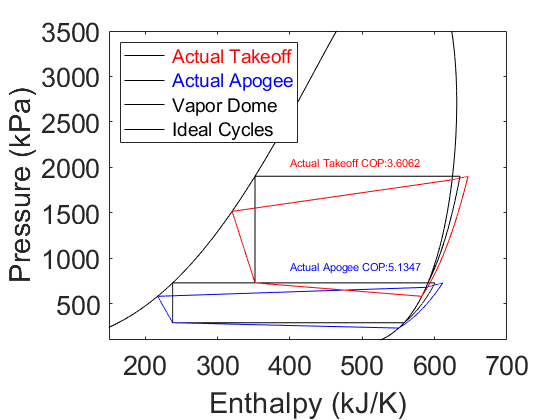 3500
3000
2500
2000
1500
1000
500
Pressure (kPa)
Actual Takeoff
Actual Apogee
Vapor Dome
Ideal Cycles
Actual Takeoff COP:3.6062
Actual Apogee COP:5.1347
200 300 400 500 600 700
Enthalpy (kJ/K)